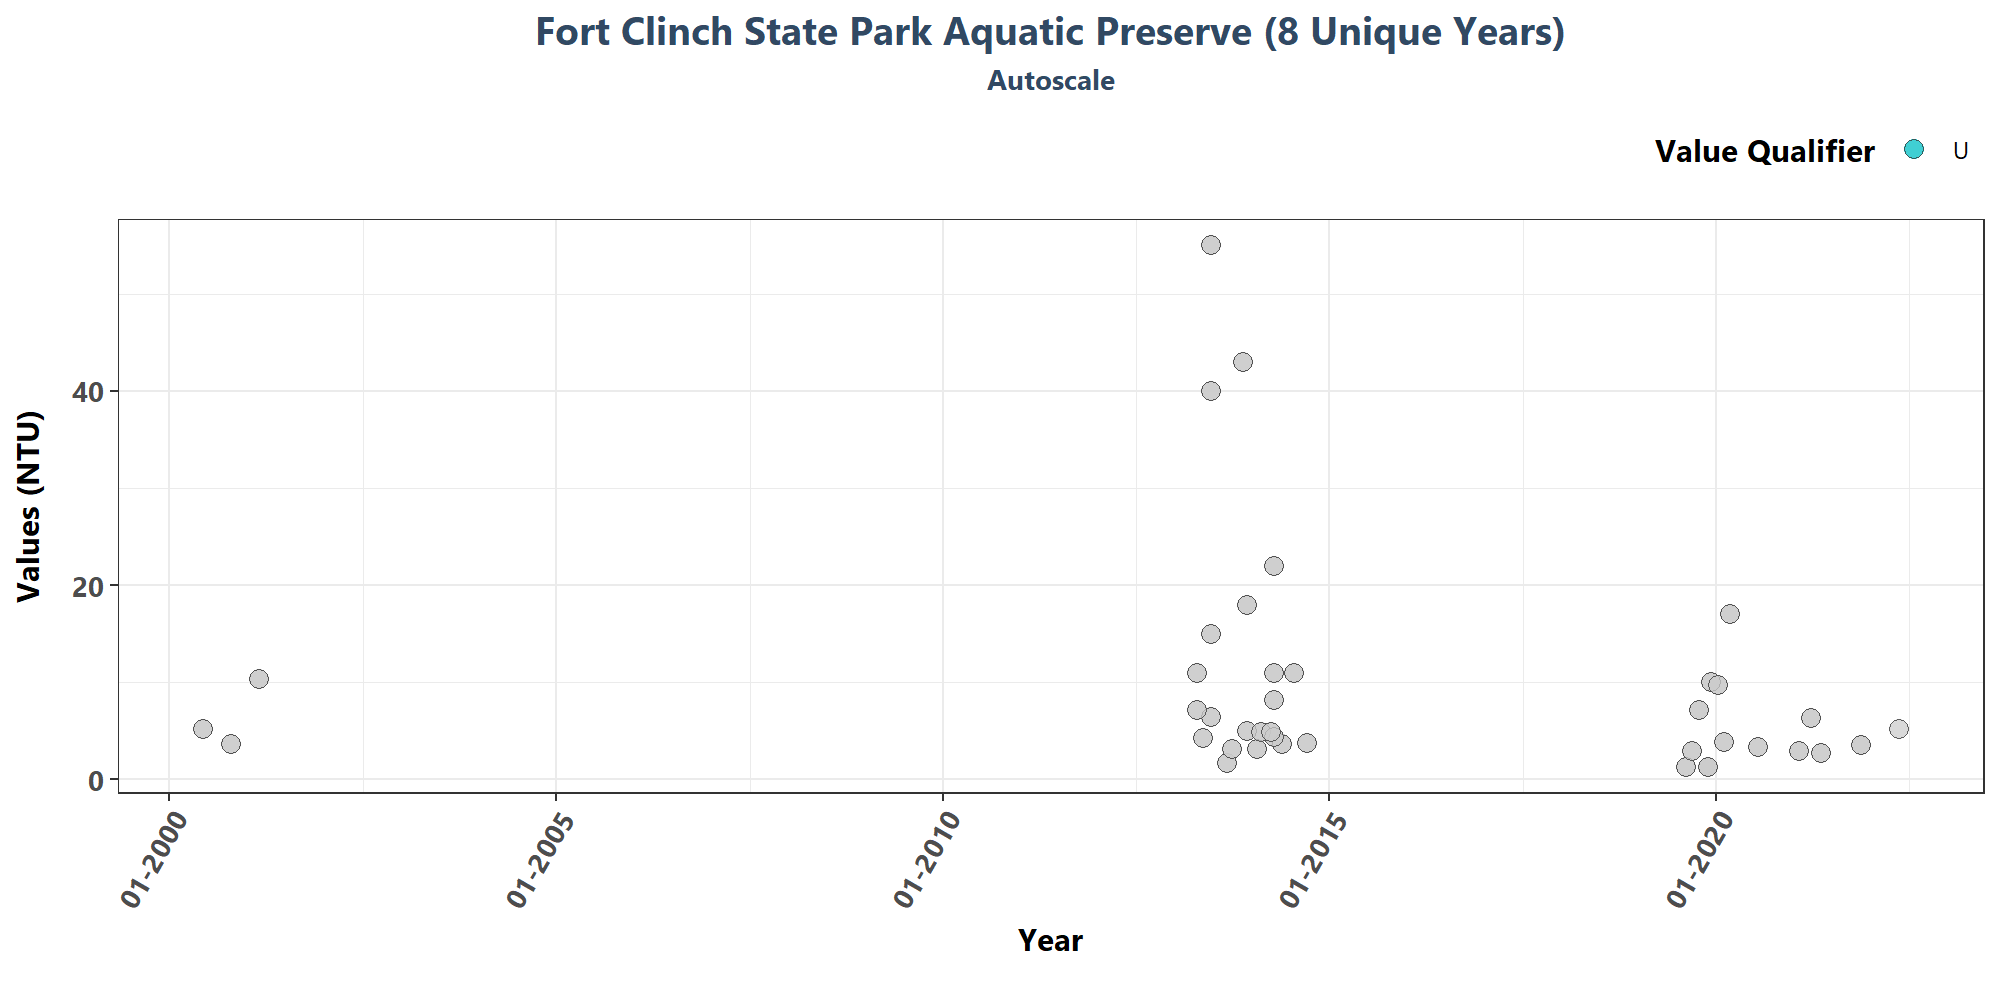 Fort Clinch State Park Aquatic Preserve (8 Unique Years)
Autoscale
Value Qualifier U
Values (NTU)
40
20
0
01-2000 01-2005 01-2010 01-2015 01-2020
Year